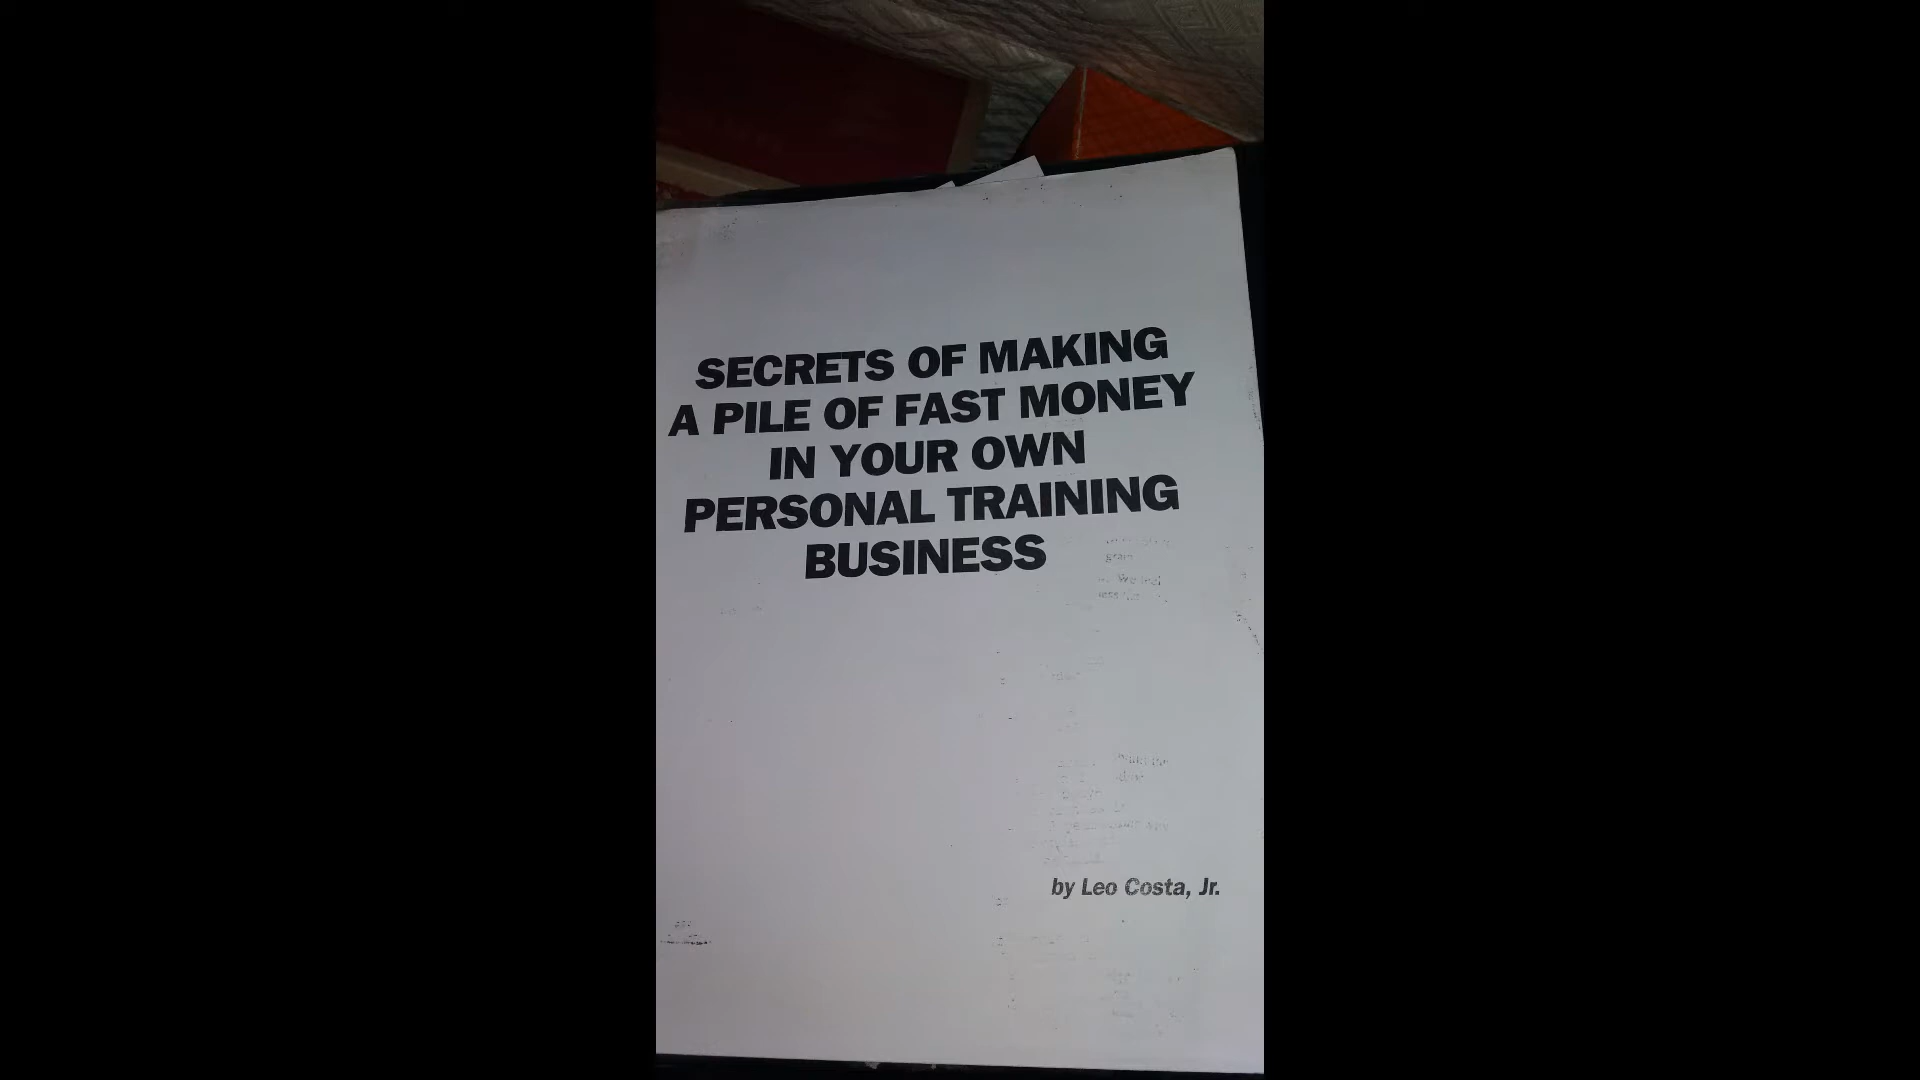 SECRETS OF MAKING
A PILE OF FAST MONEY
IN YOUR OWN
PERSONAL TRAINING
BUSINESS
by Leo Costa, Jr.